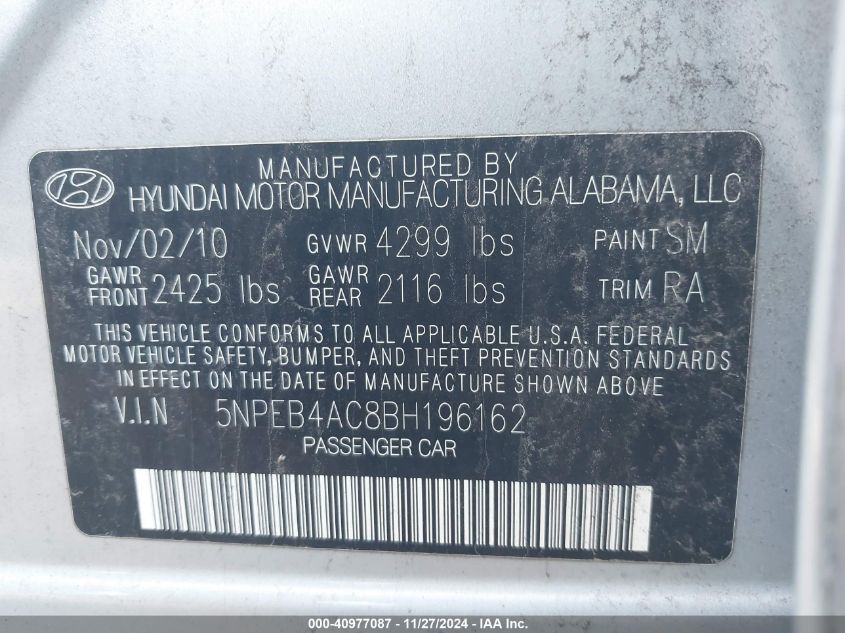 MANUFACTURED BY
HYUNDAI MOTOR MANUFACTURING ALABAMA, LLC
Nov/02/10 GVWR 4299 lbs PAINT SM
GAWR FRONT 2425 lbs GAWR REAR 2116 lbs TRIM RA
THIS VEHICLE CONFORMS TO ALL APPLICABLE U.S.A. FEDERAL
MOTOR VEHICLE SAFETY, BUMPER, AND THEFT PREVENTION STANDARDS
IN EFFECT ON THE DATE OF MANUFACTURE SHOWN ABOVE
V.I.N 5NPEB4AC8BH196162
PASSENGER CAR
000-40977087 - 11/27/2024 - IAA Inc.